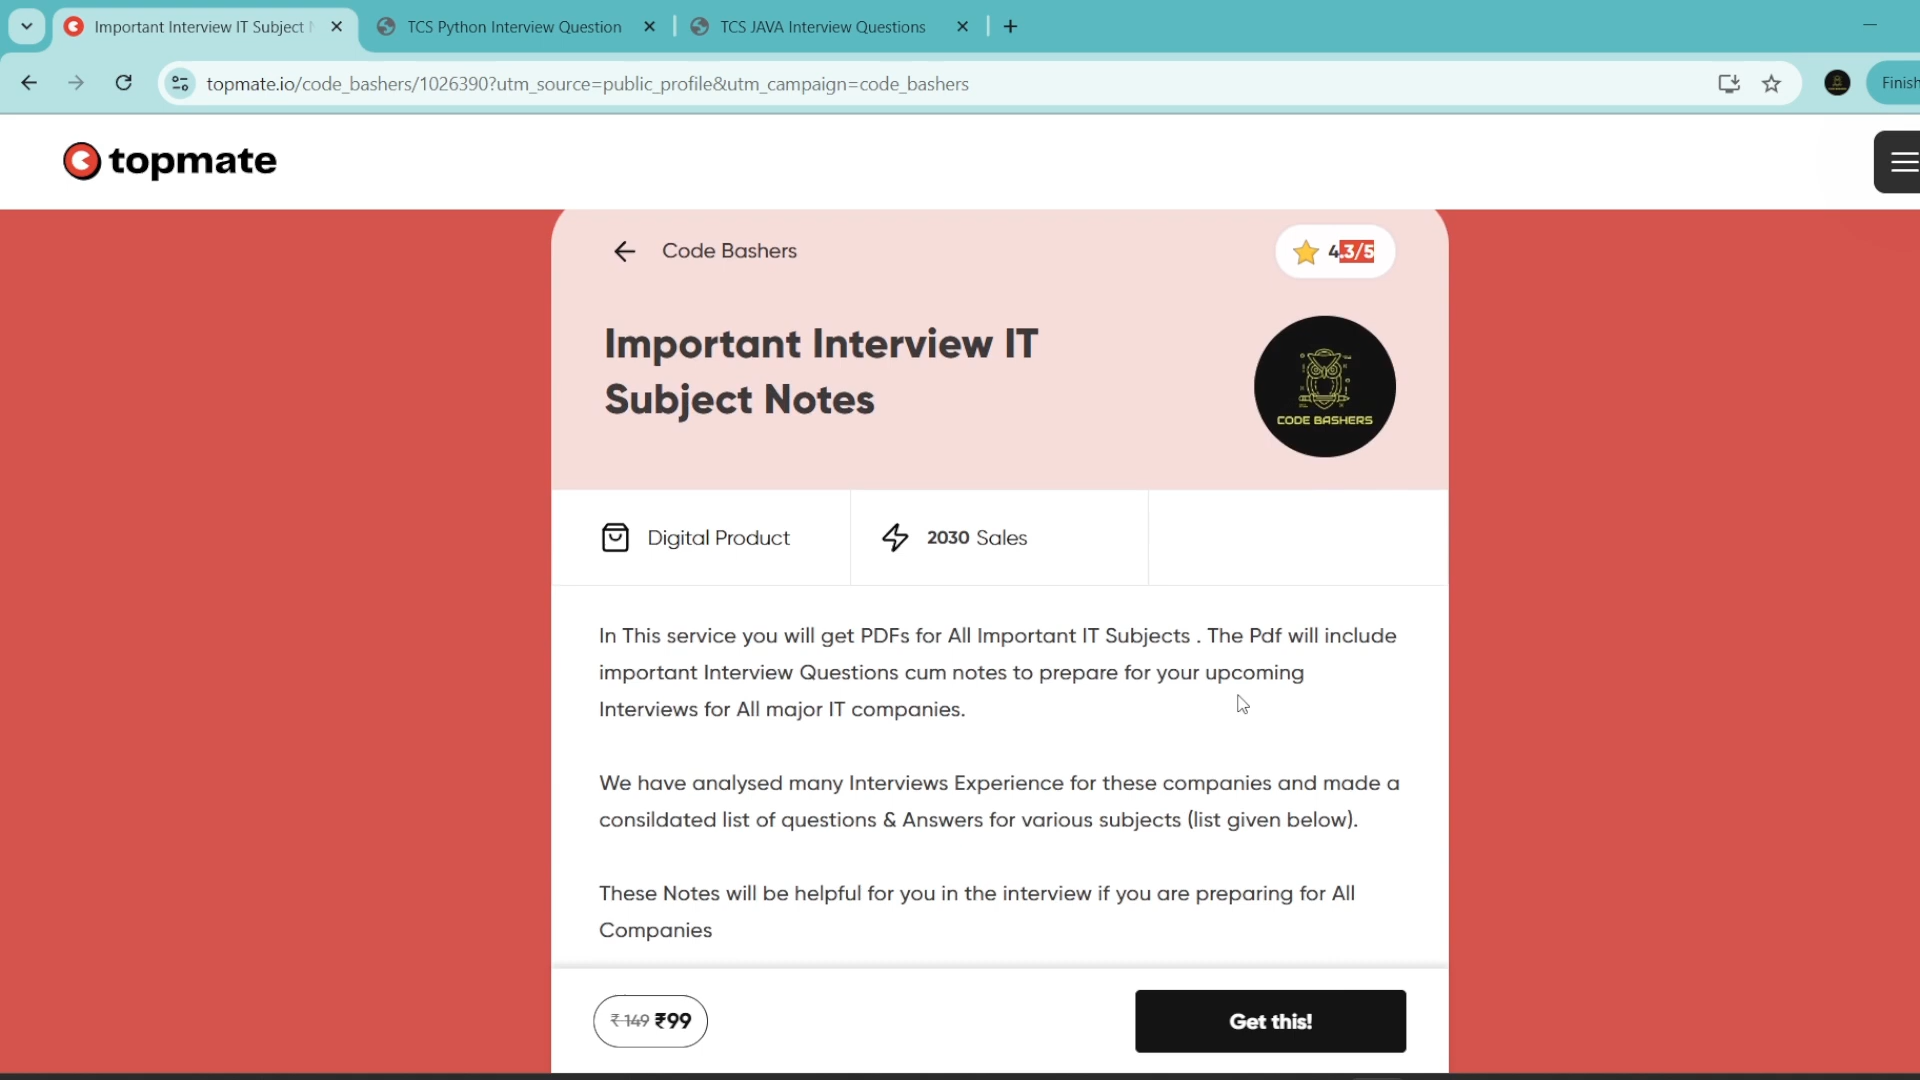 Important Interview IT Subject N
TCS Python Interview Question
TCS JAVA Interview Questions
topmate.io/code_bashers/1026390?utm_source=public_profile&utm_campaign=code_bashers
Finish
topmate
Code Bashers
4.3/5
Important Interview IT
Subject Notes
CODE BASHERS
Digital Product
2030 Sales
In This service you will get PDFs for All Important IT Subjects . The Pdf will include
important Interview Questions cum notes to prepare for your upcoming
Interviews for All major IT companies.
We have analysed many Interviews Experience for these companies and made a
consildated list of questions & Answers for various subjects (list given below).
These Notes will be helpful for you in the interview if you are preparing for All
Companies
₹ 149 ₹99
Get this!